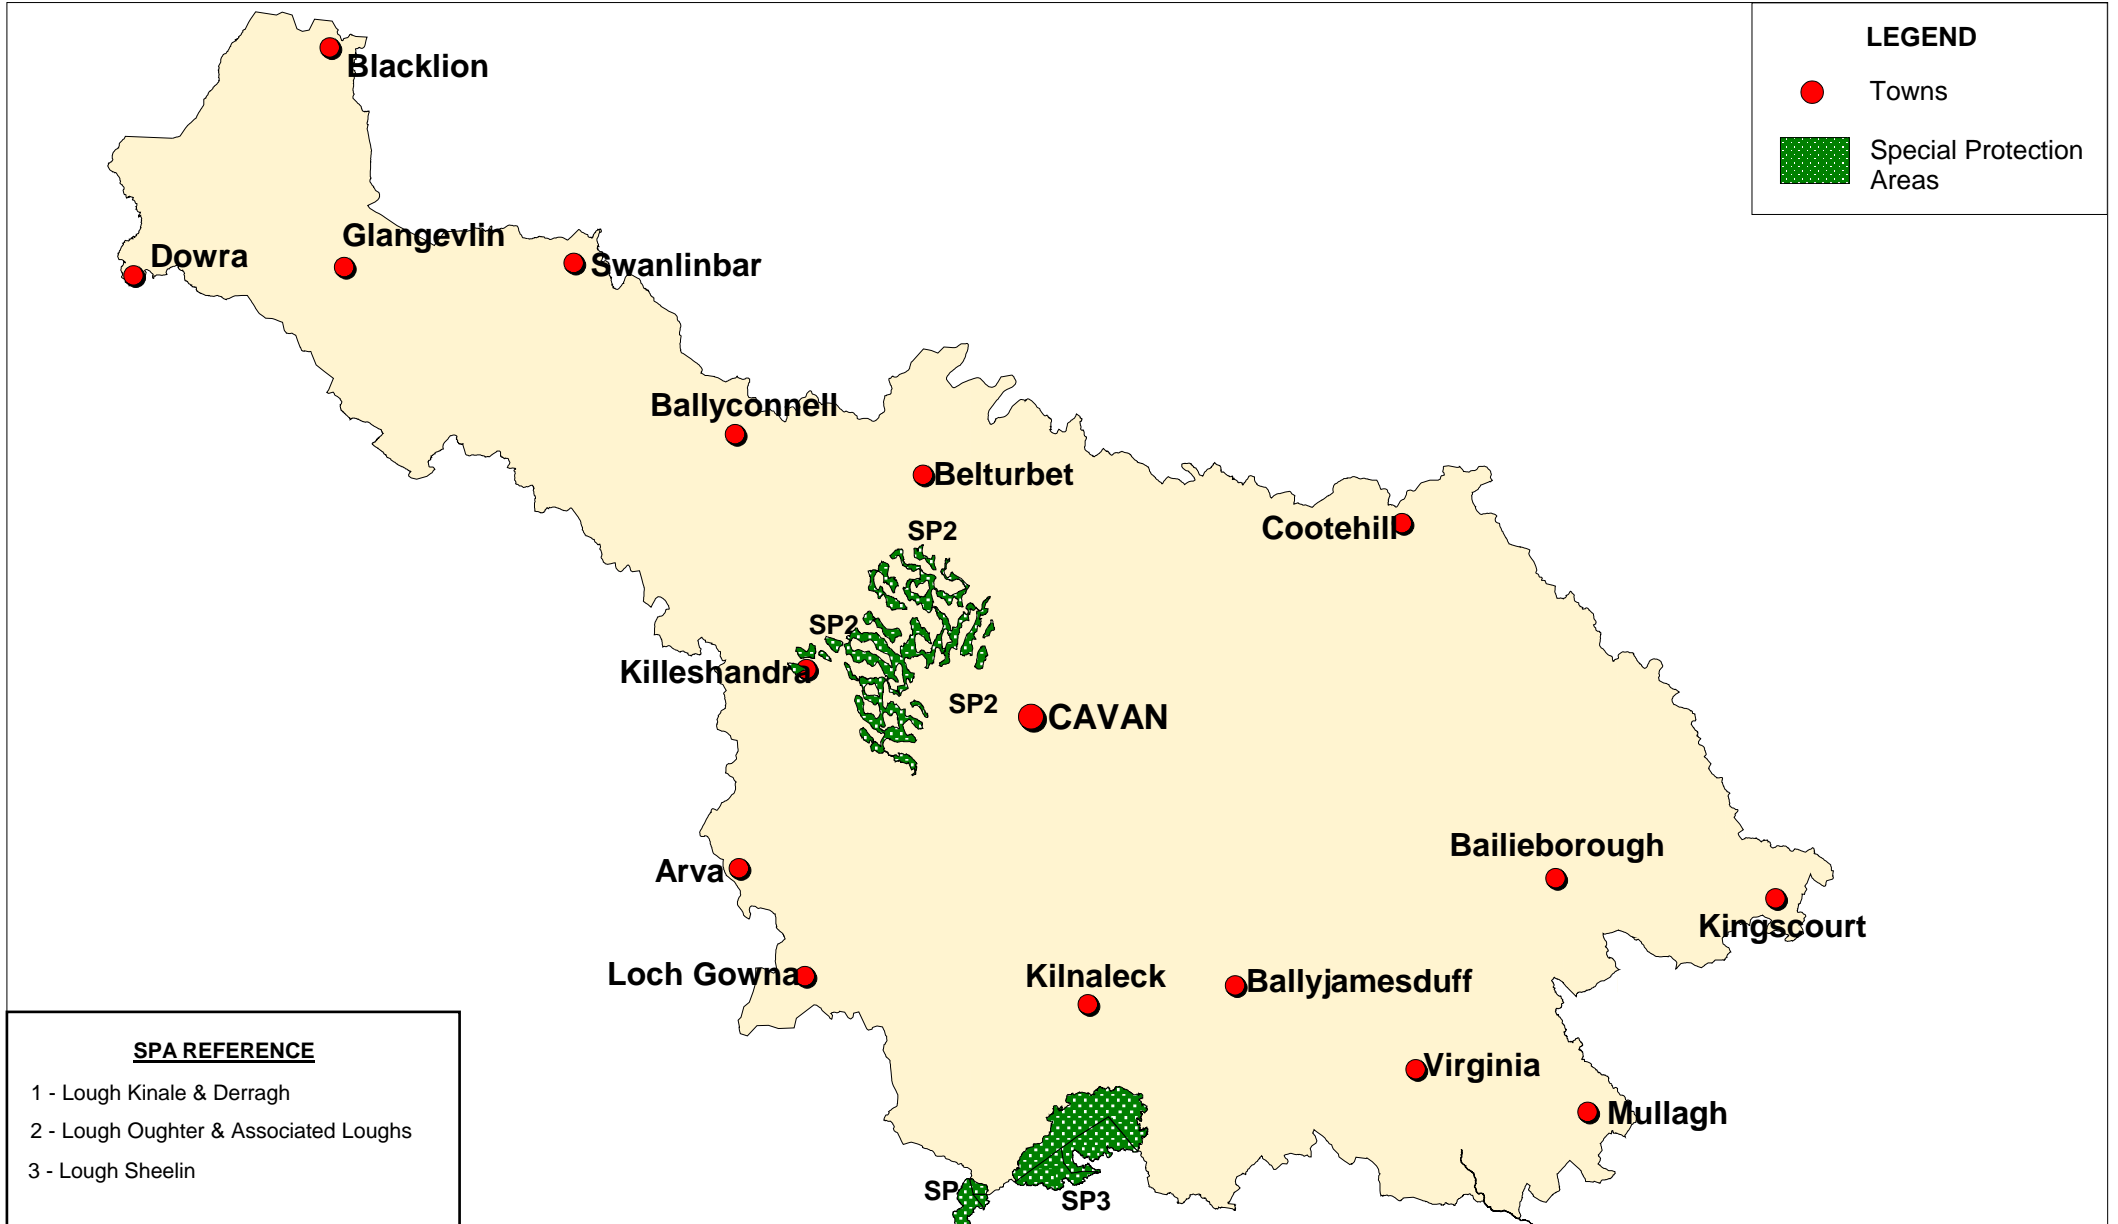 LEGEND
Towns
Special Protection
Areas
Blacklion
Glangevlin
Dowra
Swanlinbar
Ballyconnell
Belturbet
SP2
Cootehill
SP2
Killeshandra
SP2
CAVAN
Bailieborough
Arva
Kingscourt
Loch Gowna
Kilnaleck
Ballyjamesduff
Virginia
Mullagh
SP
SP3
SPA REFERENCE
1 - Lough Kinale & Derragh
2 - Lough Oughter & Associated Loughs
3 - Lough Sheelin